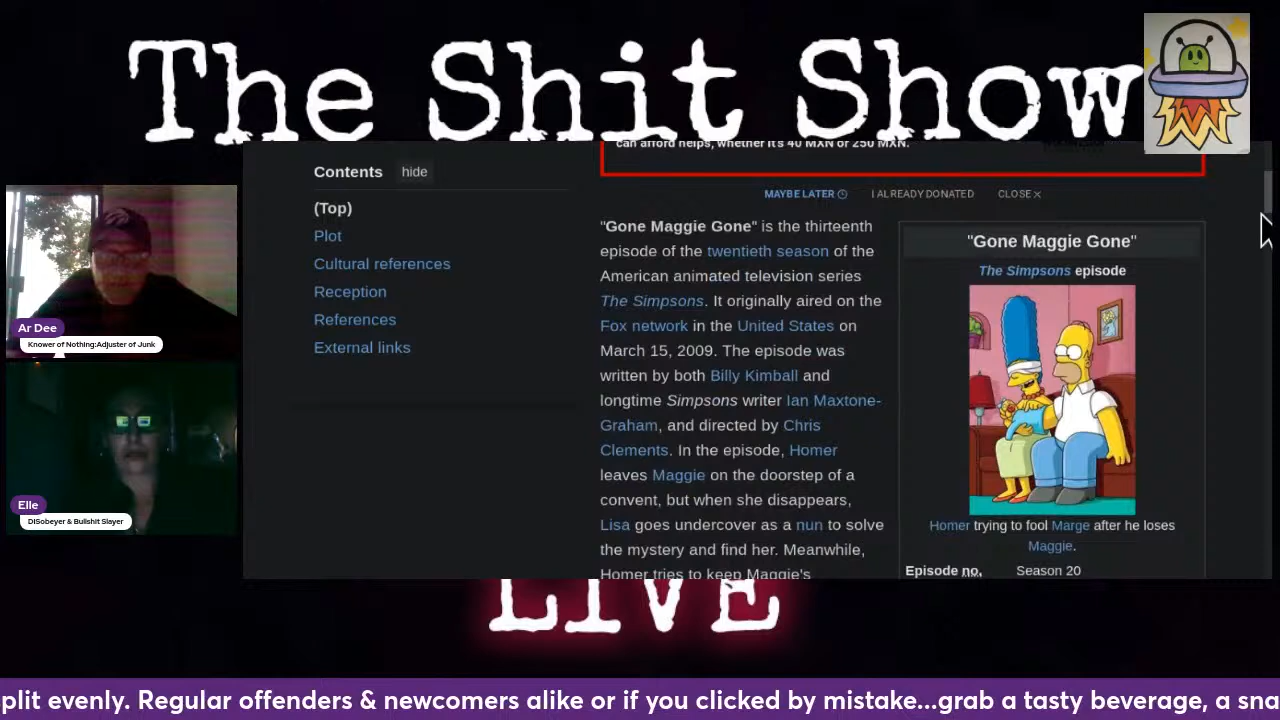 The Shit Show
can afford helps, whether it's 40 MXN or 250 MXN.
Contents hide
MAYBE LATER I ALREADY DONATED CLOSE
(Top)
Plot
Cultural references
Reception
References
External links
"Gone Maggie Gone" is the thirteenth
episode of the twentieth season of the
American animated television series
The Simpsons. It originally aired on the
Fox network in the United States on
March 15, 2009. The episode was
written by both Billy Kimball and
longtime Simpsons writer Ian Maxtone-
Graham, and directed by Chris
Clements. In the episode, Homer
leaves Maggie on the doorstep of a
convent, but when she disappears,
Lisa goes undercover as a nun to solve
the mystery and find her. Meanwhile,
Homer tries to keep Maggie's
"Gone Maggie Gone"
The Simpsons episode
Homer trying to fool Marge after he loses
Maggie.
Episode no. Season 20
Ar Dee
Knower of Nothing:Adjuster of Junk
Elle
DISobeyer & Bullshit Slayer
LIVE
plit evenly. Regular offenders & newcomers alike or if you clicked by mistake...grab a tasty beverage, a sna